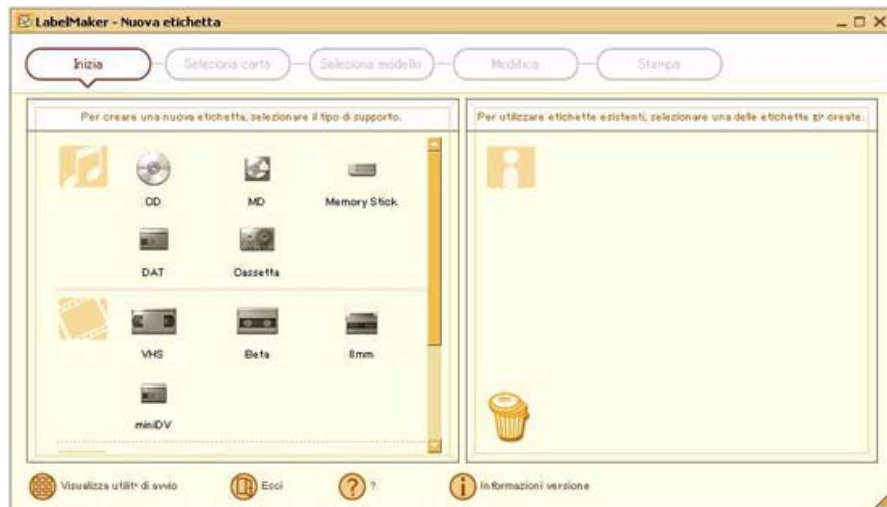 LabelMaker - Nuova etichetta
Inizia
Seleziona carta
Seleziona modello
Modifica
Stampa
Per creare una nuova etichetta, selezionare il tipo di supporto.
Per utilizzare etichette esistenti, selezionare una delle etichette già create.
CD
MD
Memory Stick
DAT
Cassetta
VHS
Beta
8mm
miniDV
Visualizza utilità di avvio
Esci
?
Informazioni versione